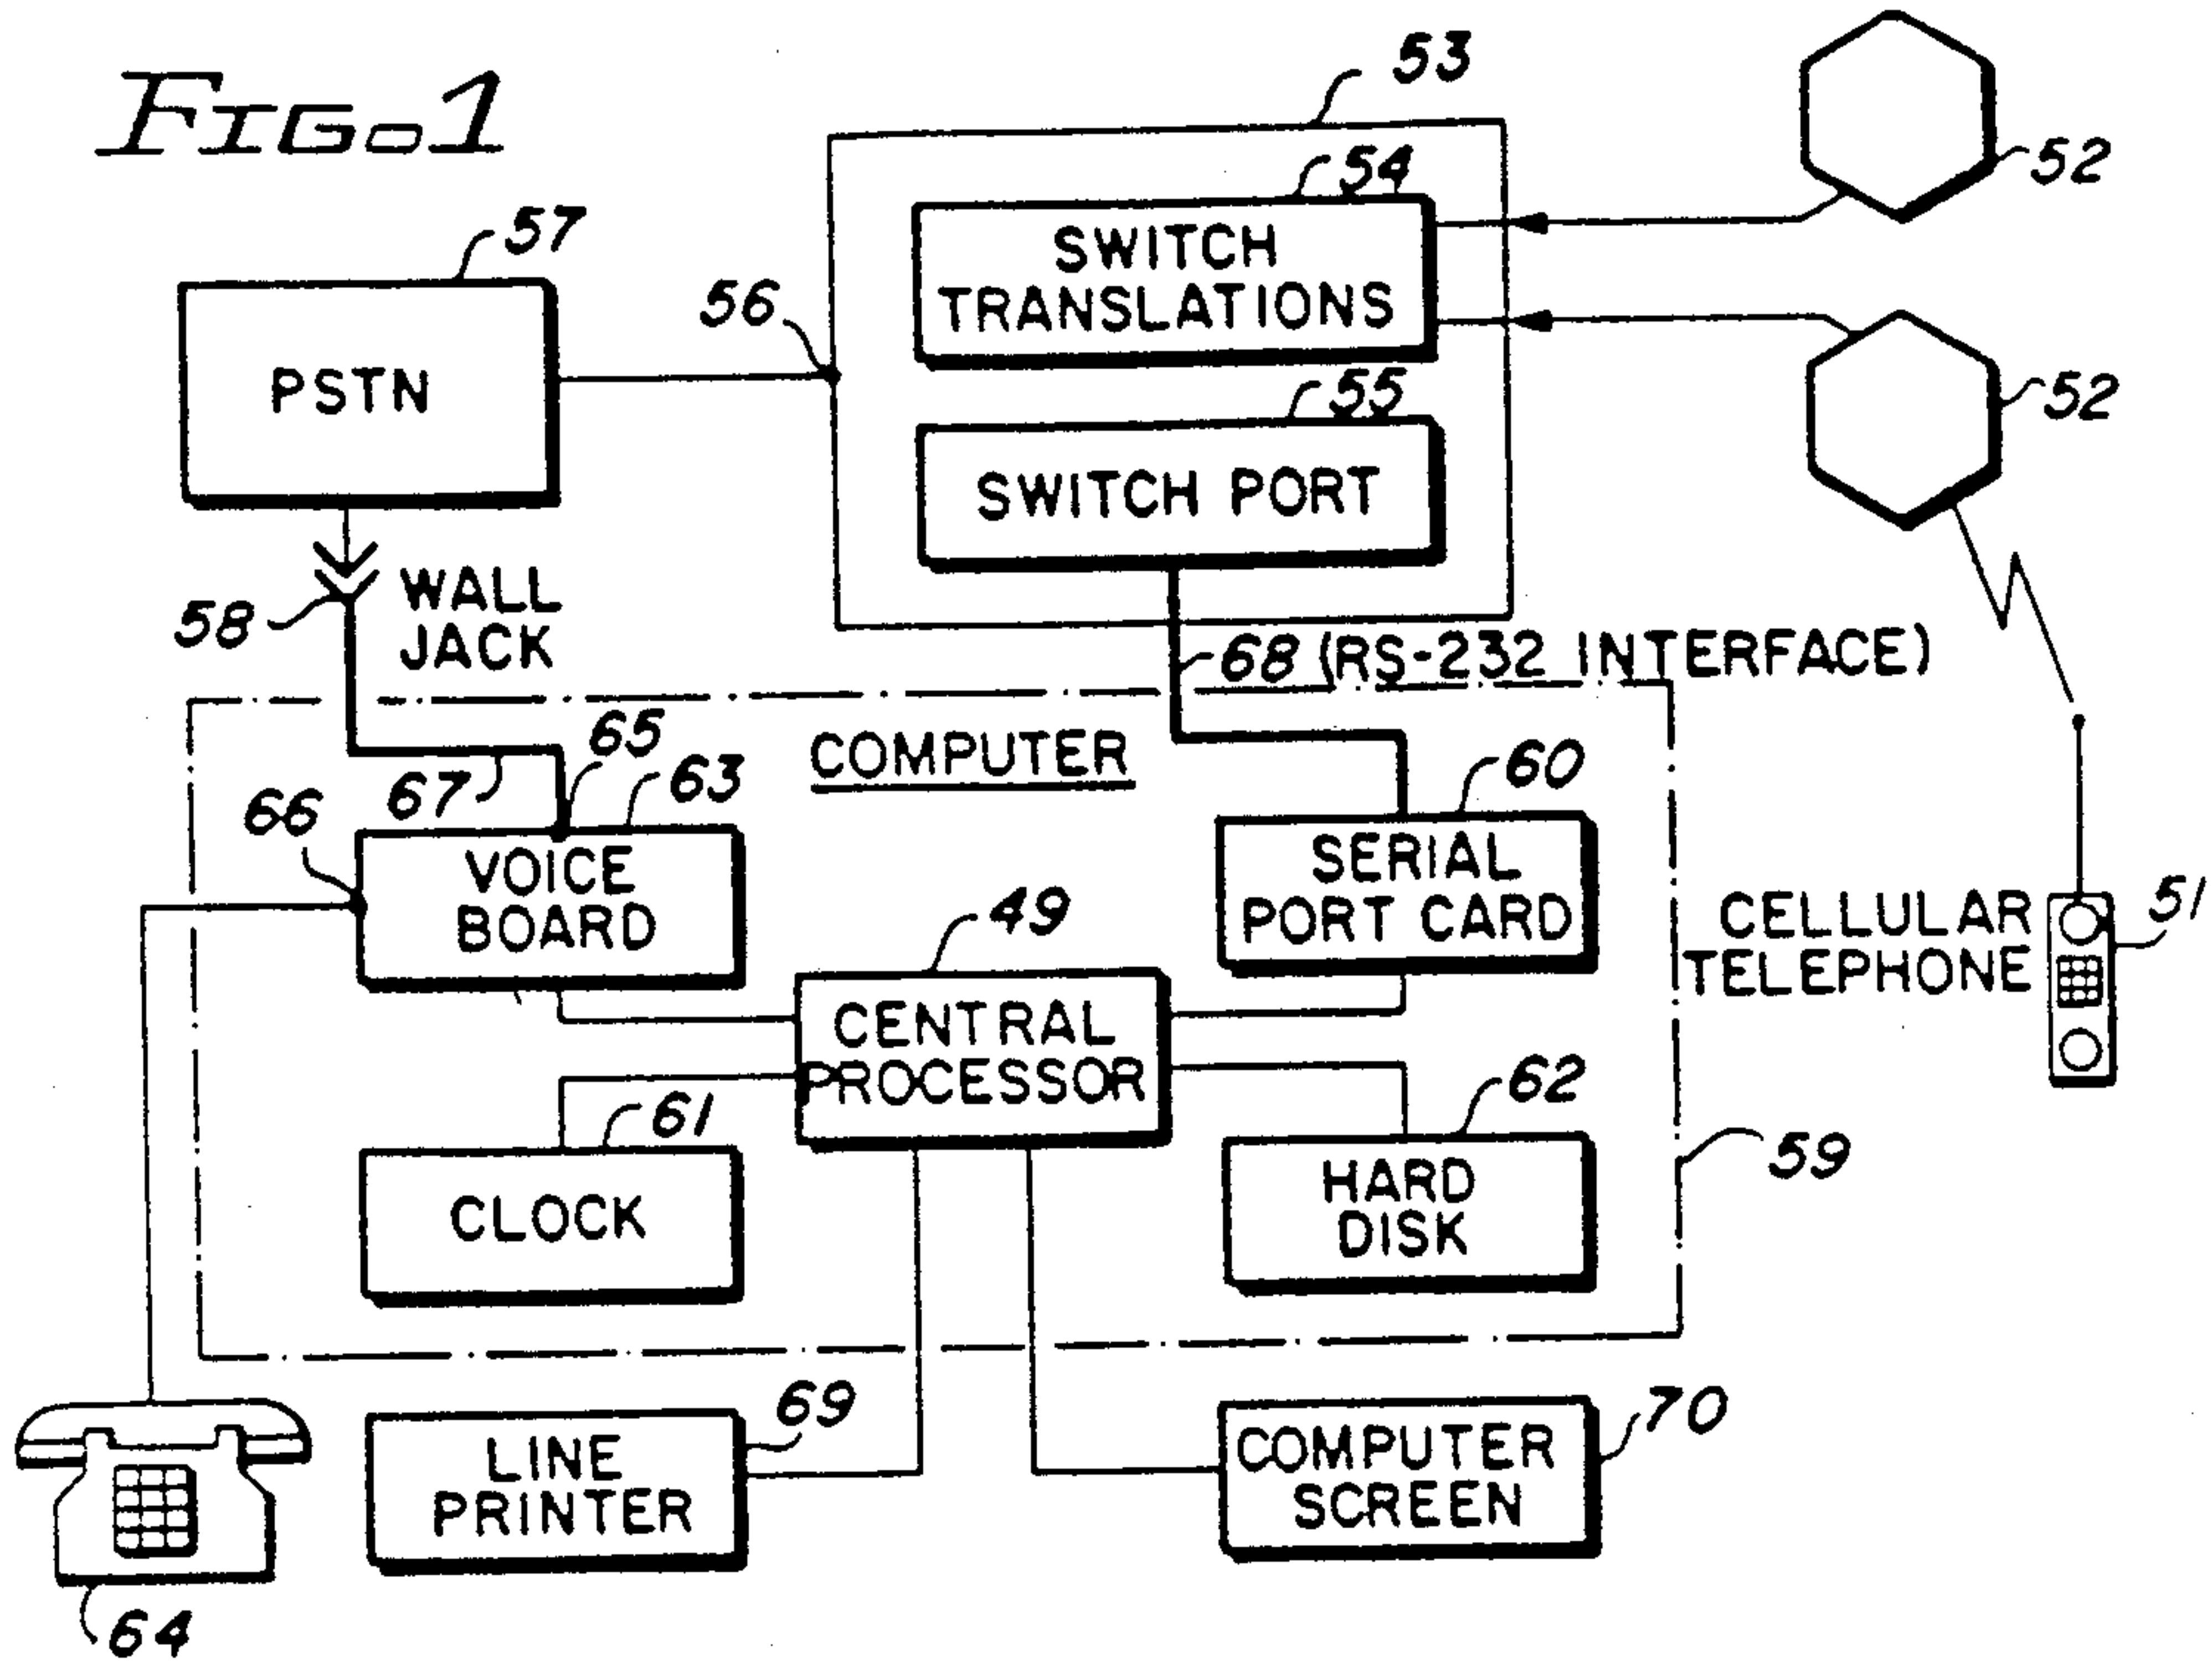 FIG.1
53
54
52
57
SWITCH
TRANSLATIONS
56
PSTN
55
52
SWITCH PORT
WALL
JACK
58
68 (RS-232 INTERFACE)
65
COMPUTER
60
67
63
66
VOICE
BOARD
SERIAL
PORT CARD
49
51
CELLULAR
TELEPHONE
CENTRAL
PROCESSOR
61
62
59
CLOCK
HARD
DISK
69
70
LINE
PRINTER
COMPUTER
SCREEN
64